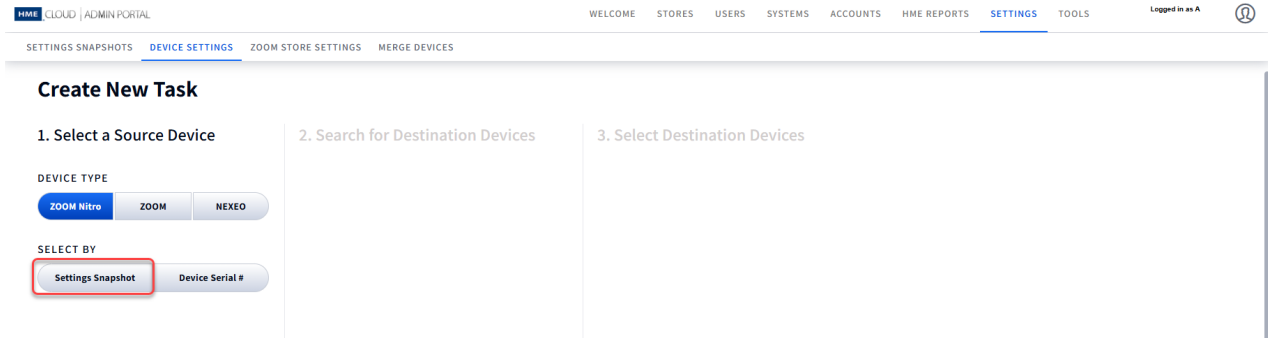 HME CLOUD | ADMIN PORTAL
WELCOME STORES USERS SYSTEMS ACCOUNTS HME REPORTS SETTINGS TOOLS Logged in as A
SETTINGS SNAPSHOTS DEVICE SETTINGS ZOOM STORE SETTINGS MERGE DEVICES
Create New Task
1. Select a Source Device
2. Search for Destination Devices
3. Select Destination Devices
DEVICE TYPE
ZOOM Nitro ZOOM NEXEO
SELECT BY
Settings Snapshot Device Serial #